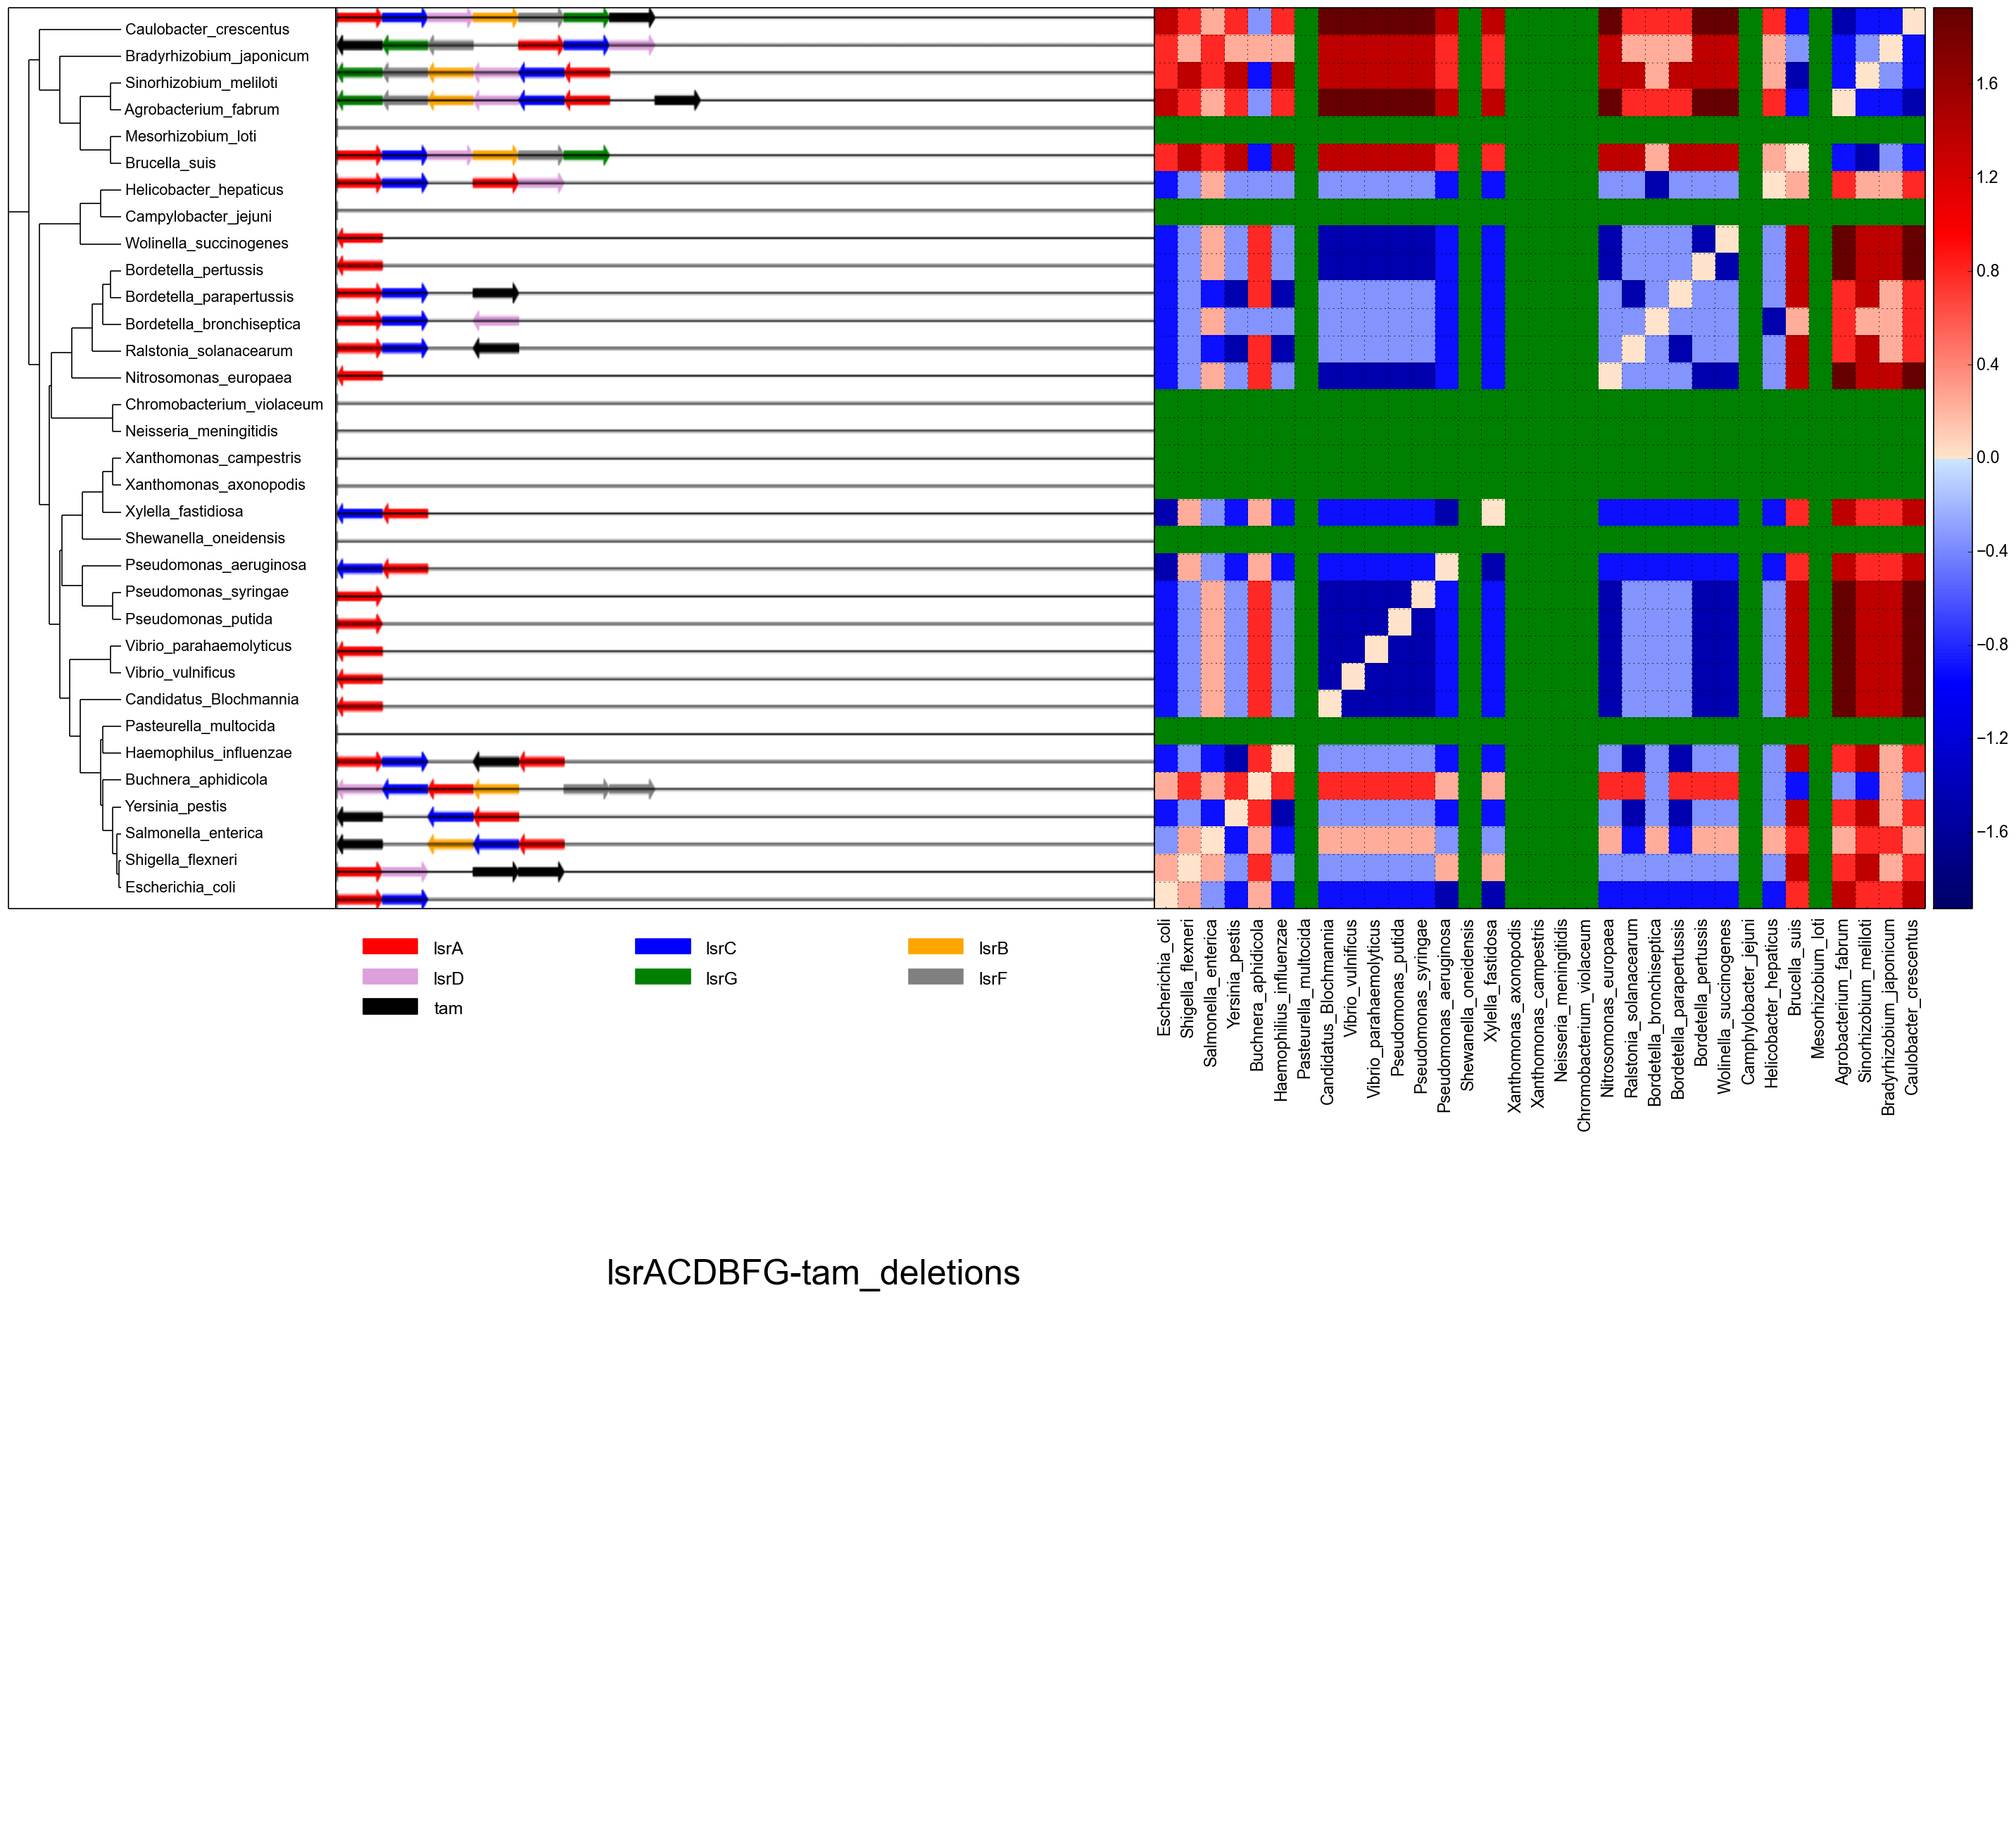 Caulobacter_crescentus
Bradyrhizobium_japonicum
Sinorhizobium_meliloti
Agrobacterium_fabrum
Mesorhizobium_loti
Brucella_suis
Helicobacter_hepaticus
Campylobacter_jejuni
Wolinella_succinogenes
Bordetella_pertussis
Bordetella_parapertussis
Bordetella_bronchiseptica
Ralstonia_solanacearum
Nitrosomonas_europaea
Chromobacterium_violaceum
Neisseria_meningitidis
Xanthomonas_campestris
Xanthomonas_axonopodis
Xylella_fastidiosa
Shewanella_oneidensis
Pseudomonas_aeruginosa
Pseudomonas_syringae
Pseudomonas_putida
Vibrio_parahaemolyticus
Vibrio_vulnificus
Candidatus_Blochmannia
Pasteurella_multocida
Haemophilus_influenzae
Buchnera_aphidicola
Yersinia_pestis
Salmonella_enterica
Shigella_flexneri
Escherichia_coli
1.6
1.2
0.8
0.4
0.0
−0.4
−0.8
−1.2
−1.6
Escherichia_coli
Shigella_flexneri
Salmonella_enterica
Yersinia_pestis
Buchnera_aphidicola
Haemophilus_influenzae
Pasteurella_multocida
Candidatus_Blochmannia
Vibrio_vulnificus
Vibrio_parahaemolyticus
Pseudomonas_putida
Pseudomonas_syringae
Pseudomonas_aeruginosa
Shewanella_oneidensis
Xylella_fastidiosa
Xanthomonas_axonopodis
Xanthomonas_campestris
Neisseria_meningitidis
Chromobacterium_violaceum
Nitrosomonas_europaea
Ralstonia_solanacearum
Bordetella_bronchiseptica
Bordetella_parapertussis
Bordetella_pertussis
Wolinella_succinogenes
Camphylobacter_jejuni
Helicobacter_hepaticus
Brucella_suis
Mesorhizobium_loti
Agrobacterium_fabrum
Sinorhizobium_meliloti
Bradyrhizobium_japonicum
Caulobacter_crescentus
lsrA lsrC lsrB
lsrD lsrG lsrF
tam
lsrACDBFG-tam_deletions